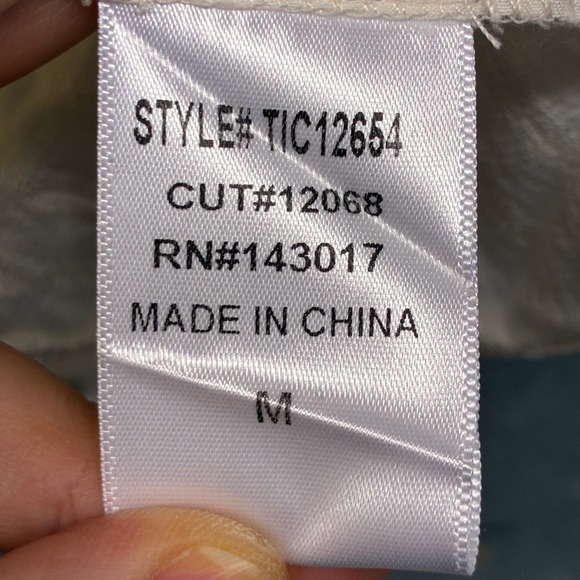 STYLE# TIC12654
CUT#12068
RN#143017
MADE IN CHINA
M